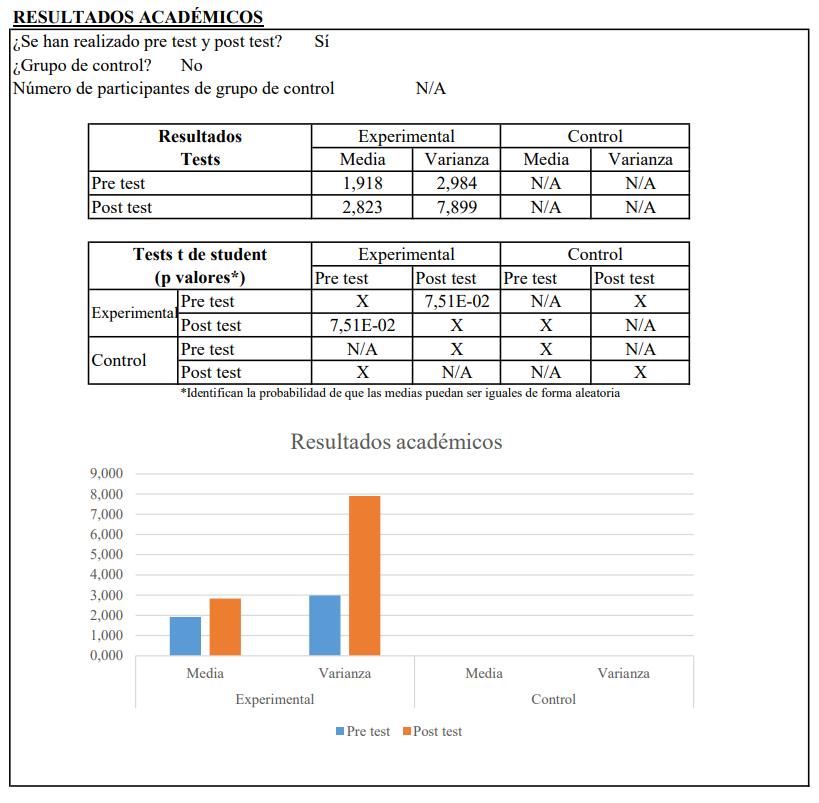 RESULTADOS ACADÉMICOS
¿Se han realizado pre test y post test? Sí
¿Grupo de control? No
Número de participantes de grupo de control N/A
Resultados Experimental Control
Tests Media Varianza Media Varianza
Pre test 1,918 2,984 N/A N/A
Post test 2,823 7,899 N/A N/A
Tests t de student Experimental Control
(p valores*) Pre test Post test Pre test Post test
Experimental Pre test X 7,51E-02 N/A X
Post test 7,51E-02 X X N/A
Control Pre test N/A X X N/A
Post test X N/A N/A X
*Identifican la probabilidad de que las medias puedan ser iguales de forma aleatoria
Resultados académicos
9,000
8,000
7,000
6,000
5,000
4,000
3,000
2,000
1,000
0,000
Media Varianza Media Varianza
Experimental Control
Pre test Post test